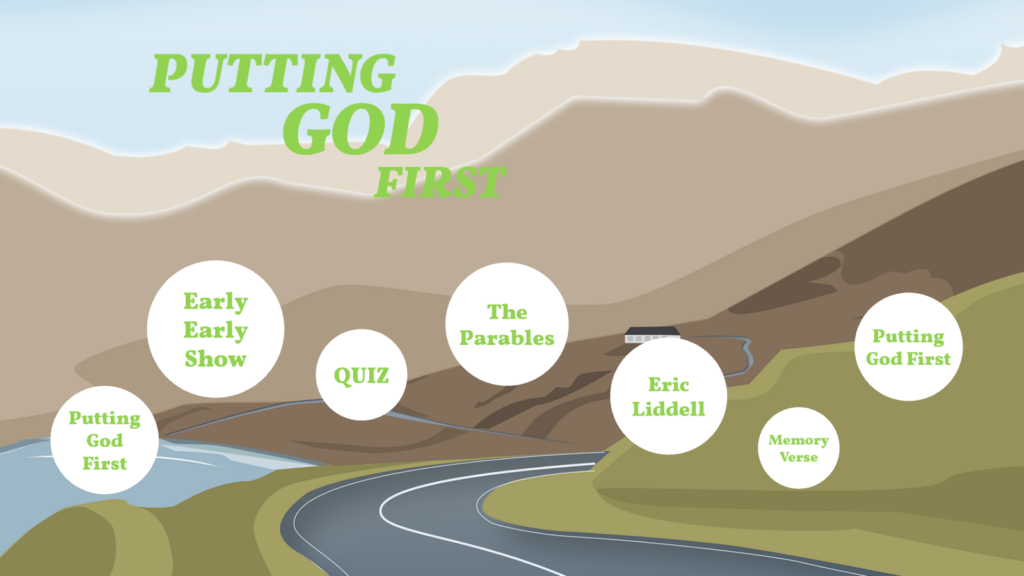 PUTTING
GOD
FIRST
Early
Early
Show
The
Parables
QUIZ
Putting
God First
Eric
Liddell
Putting
God
First
Memory
Verse